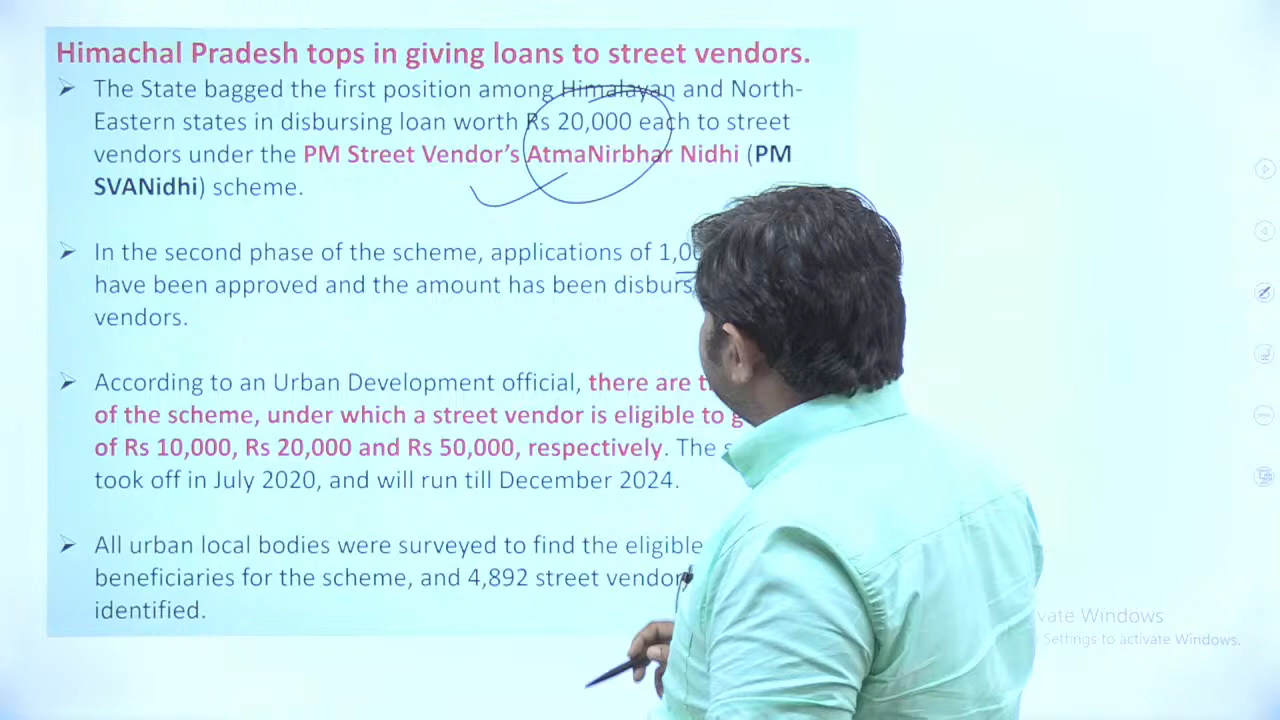 Himachal Pradesh tops in giving loans to street vendors.
➢ The State bagged the first position among Himalayan and North-
Eastern states in disbursing loan worth Rs 20,000 each to street
vendors under the PM Street Vendor’s AtmaNirbhar Nidhi (PM
SVANidhi) scheme.
➢ In the second phase of the scheme, applications of
have been approved and the amount has been
vendors.
➢ According to an Urban Development official, there are
of the scheme, under which a street vendor is eligible to
of Rs 10,000, Rs 20,000 and Rs 50,000, respectively. The
took off in July 2020, and will run till December 2024.
➢ All urban local bodies were surveyed to find the eligible
beneficiaries for the scheme, and 4,892 street
identified.
Windows
Settings to activate Windows.